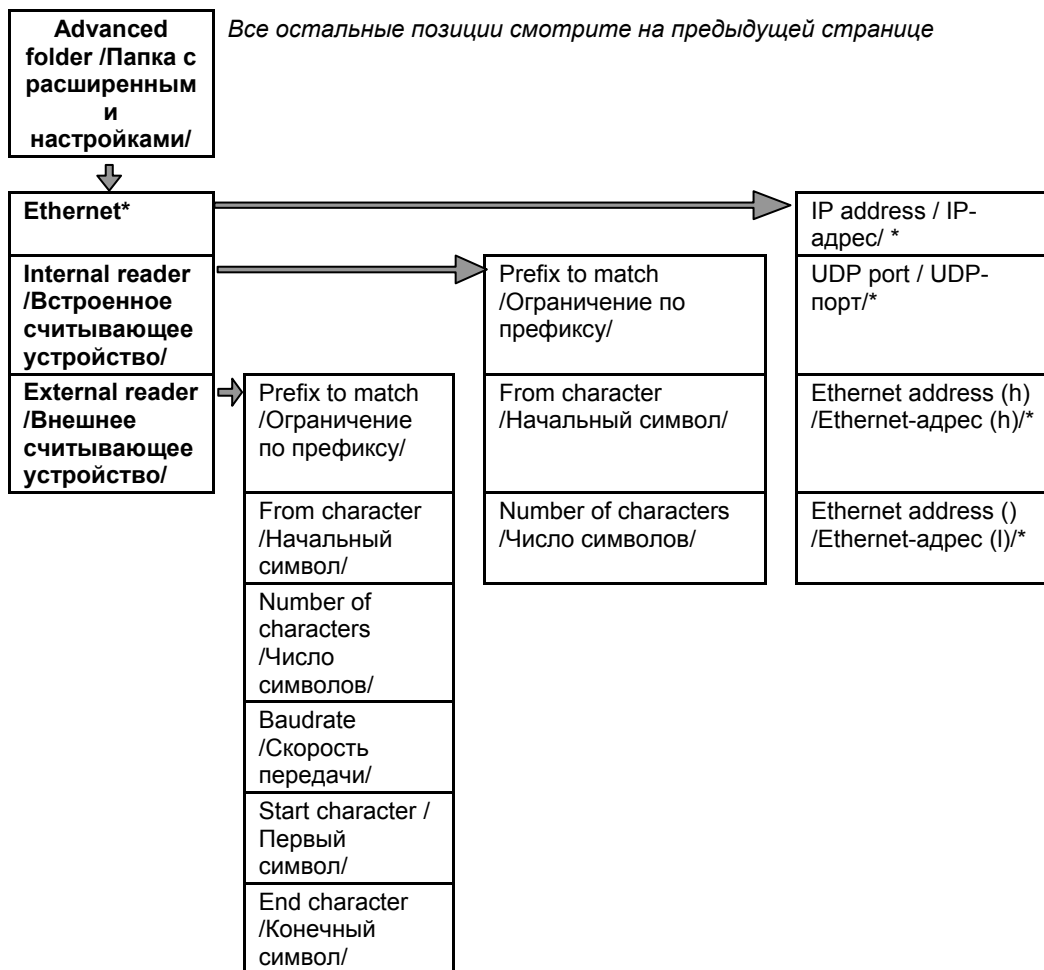 Advanced
folder /Папка с
расширенным
и
настройками/
Все остальные позиции смотрите на предыдущей странице
Ethernet*
Internal reader
/Встроенное
считывающее
устройство/
External reader
/Внешнее
считывающее
устройство/
Prefix to match
/Ограничение
по префиксу/
From character
/Начальный
символ/
Number of
characters
/Число
символов/
Baudrate
/Скорость
передачи/
Start character /
Первый
символ/
End character
/Конечный
символ/
Prefix to match
/Ограничение по
префиксу/
From character
/Начальный символ/
Number of characters
/Число символов/
IP address / IP-
адрес/ *
UDP port / UDP-
порт/*
Ethernet address (h)
/Ethernet-адрес (h)/*
Ethernet address ()
/Ethernet-адрес (l)/*